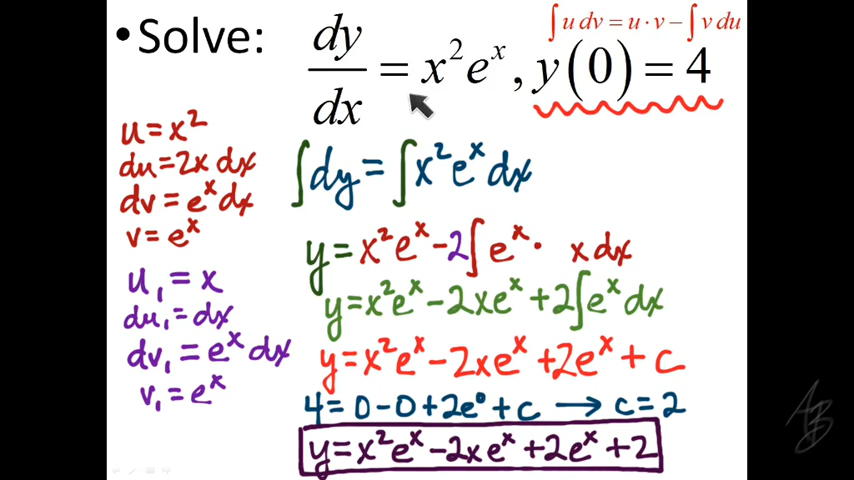 • Solve: dy/dx = x²eˣ, y(0) = 4
∫u dv = u · v − ∫v du
u = x²
du = 2x dx
dv = eˣ dx
v = eˣ
u₁ = x
du₁ = dx
dv₁ = eˣ dx
v₁ = eˣ
∫dy = ∫x²eˣ dx
y = x²eˣ − 2∫eˣ · x dx
y = x²eˣ − 2xeˣ + 2∫eˣ dx
y = x²eˣ − 2xeˣ + 2eˣ + c
4 = 0 − 0 + 2e⁰ + c → c = 2
y = x²eˣ − 2xeˣ + 2eˣ + 2